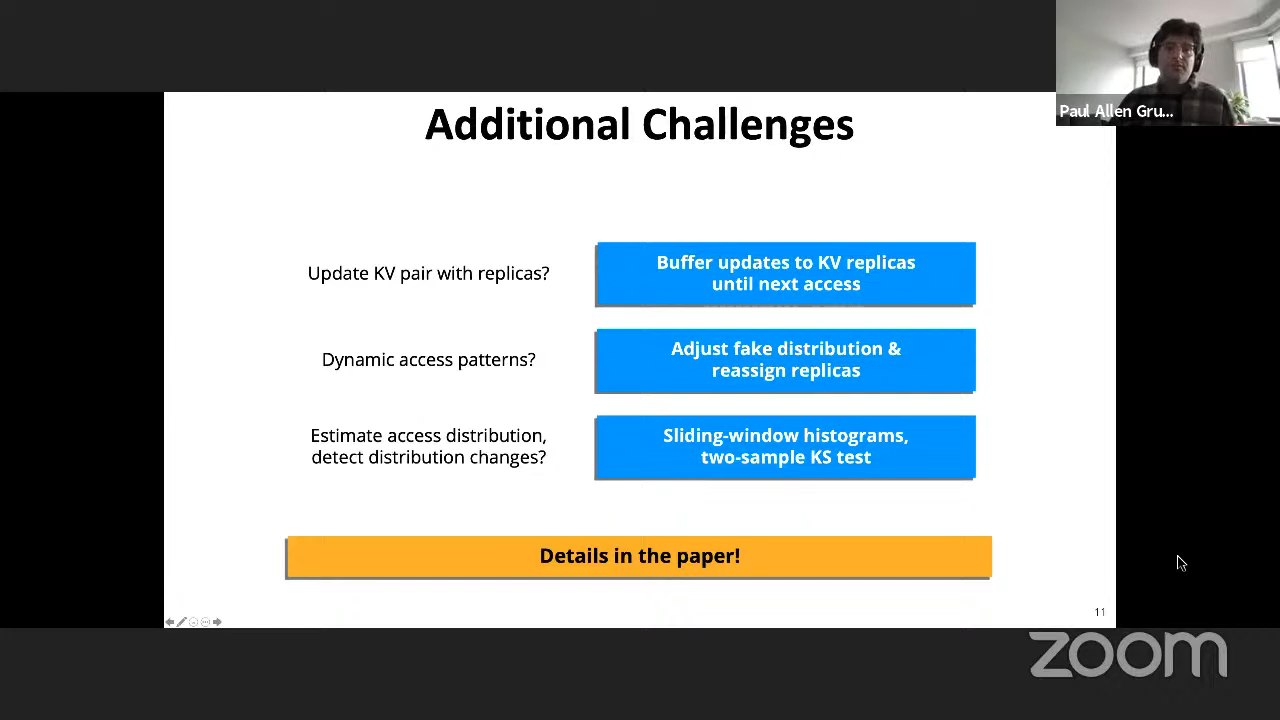 Additional Challenges
Paul Allen Gru...
Update KV pair with replicas?
Buffer updates to KV replicas
until next access
Dynamic access patterns?
Adjust fake distribution &
reassign replicas
Estimate access distribution,
detect distribution changes?
Sliding-window histograms,
two-sample KS test
Details in the paper!
11
zoom